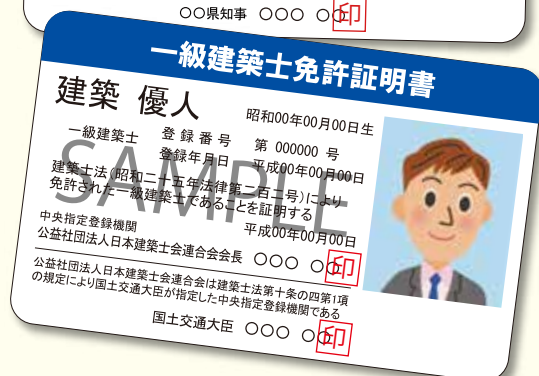 ○○県知事 ○○○ ○○ 印
一級建築士免許証明書
建築 優人
昭和00年00月00日生
一級建築士 登録番号 第 000000 号
登録年月日 平成00年00月00日
SAMPLE
建築士法(昭和二十五年法律第二百二号)により
免許された一級建築士であることを証明する
平成00年00月00日
中央指定登録機関
公益社団法人日本建築士会連合会会長 ○○○ ○○ 印
公益社団法人日本建築士会連合会は建築士法第十条の四第1項
の規定により国土交通大臣が指定した中央指定登録機関である
国土交通大臣 ○○○ ○○ 印